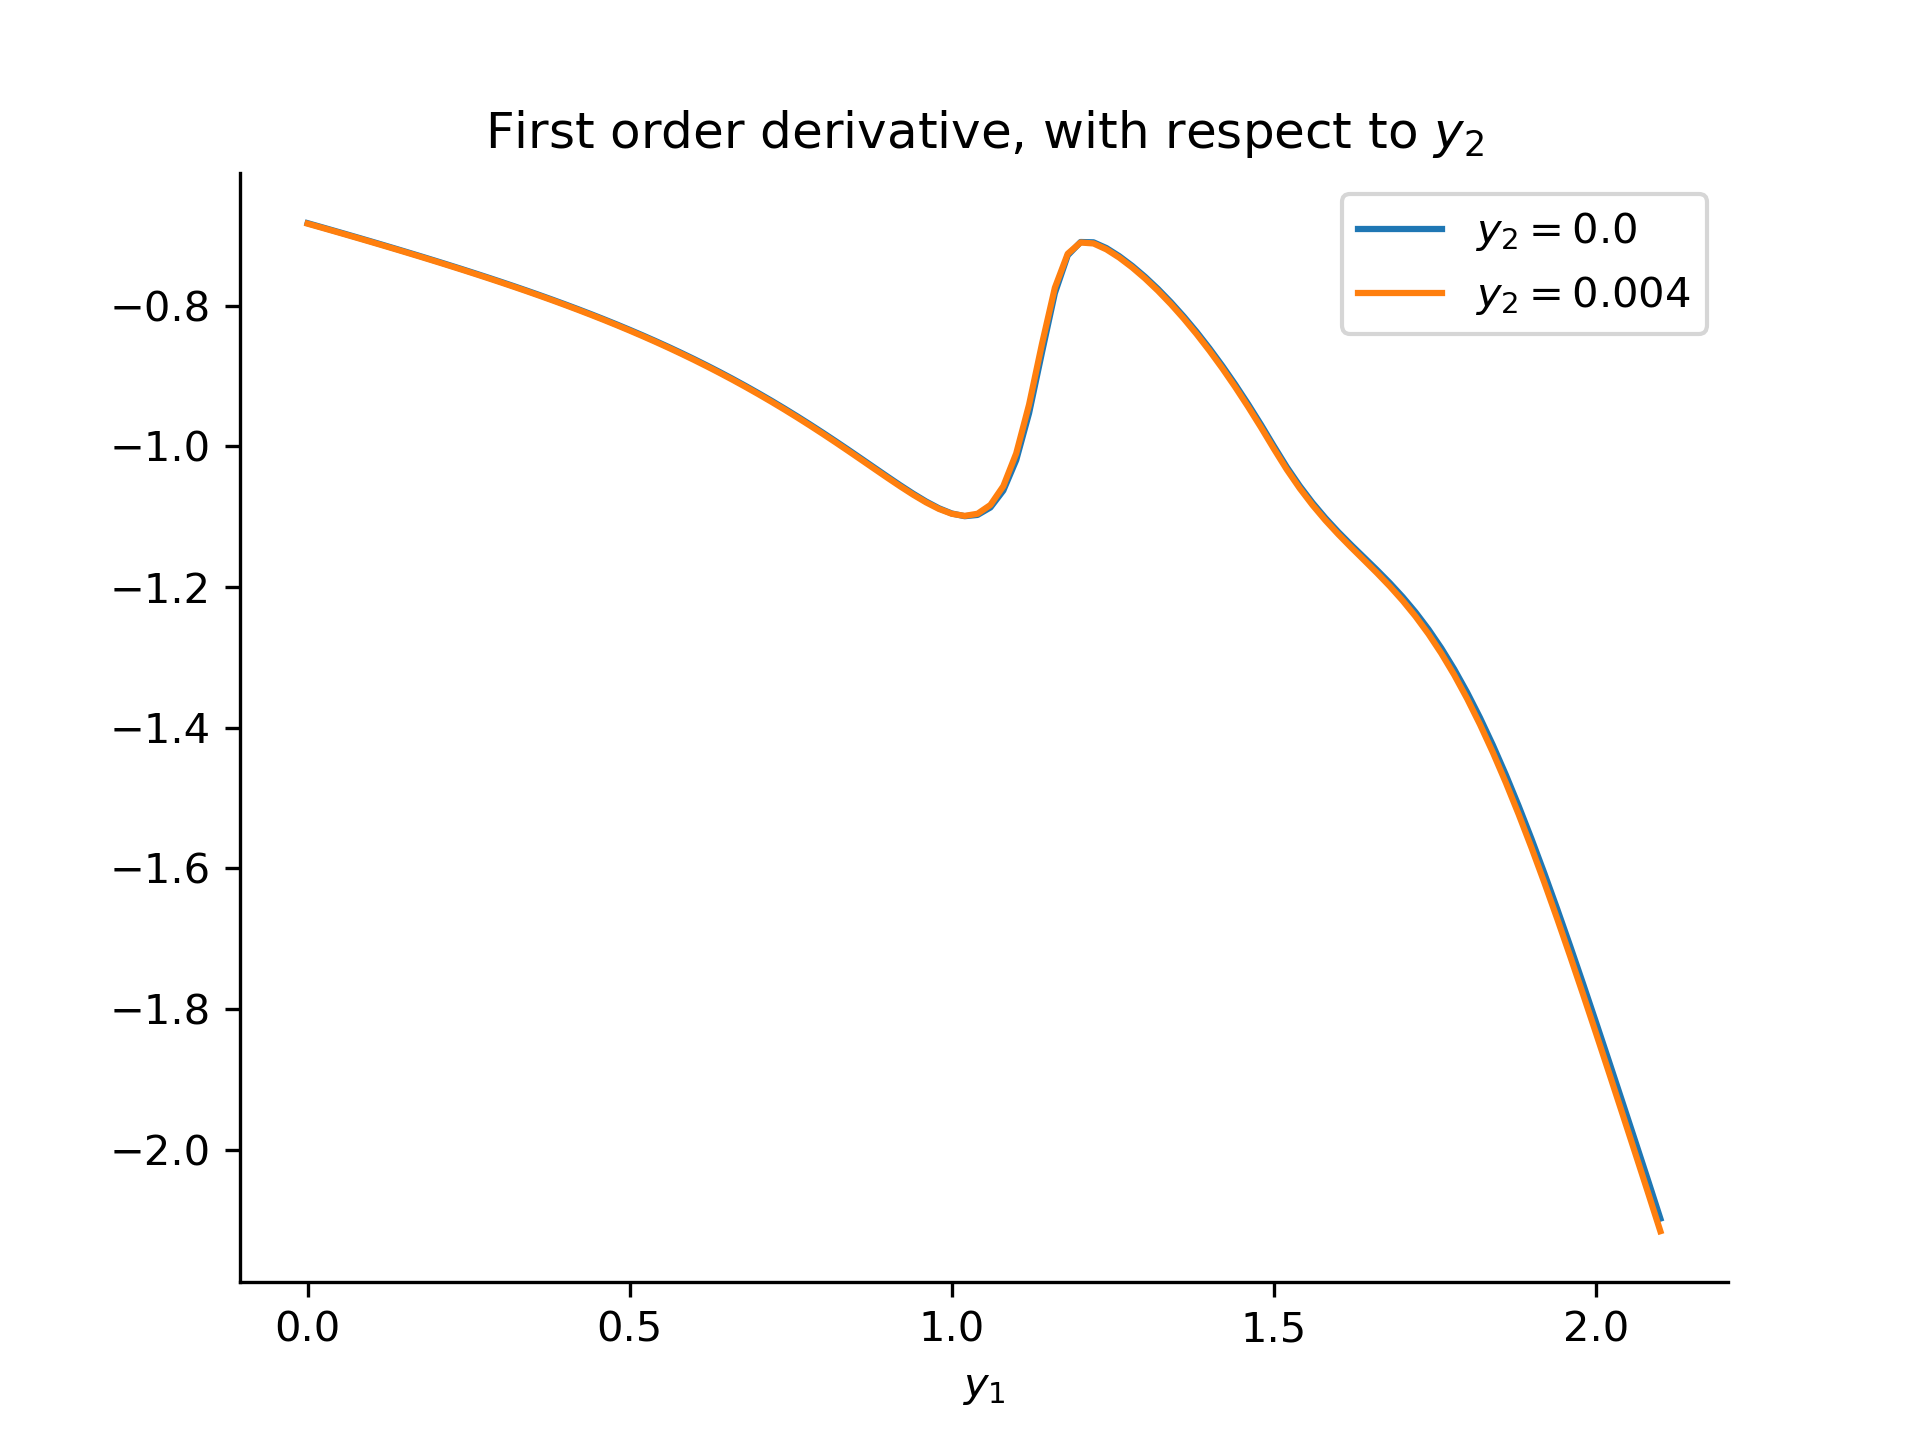 First order derivative, with respect to y₂
y₂ = 0.0
y₂ = 0.004
−0.8
−1.0
−1.2
−1.4
−1.6
−1.8
−2.0
0.0 0.5 1.0 1.5 2.0
y₁